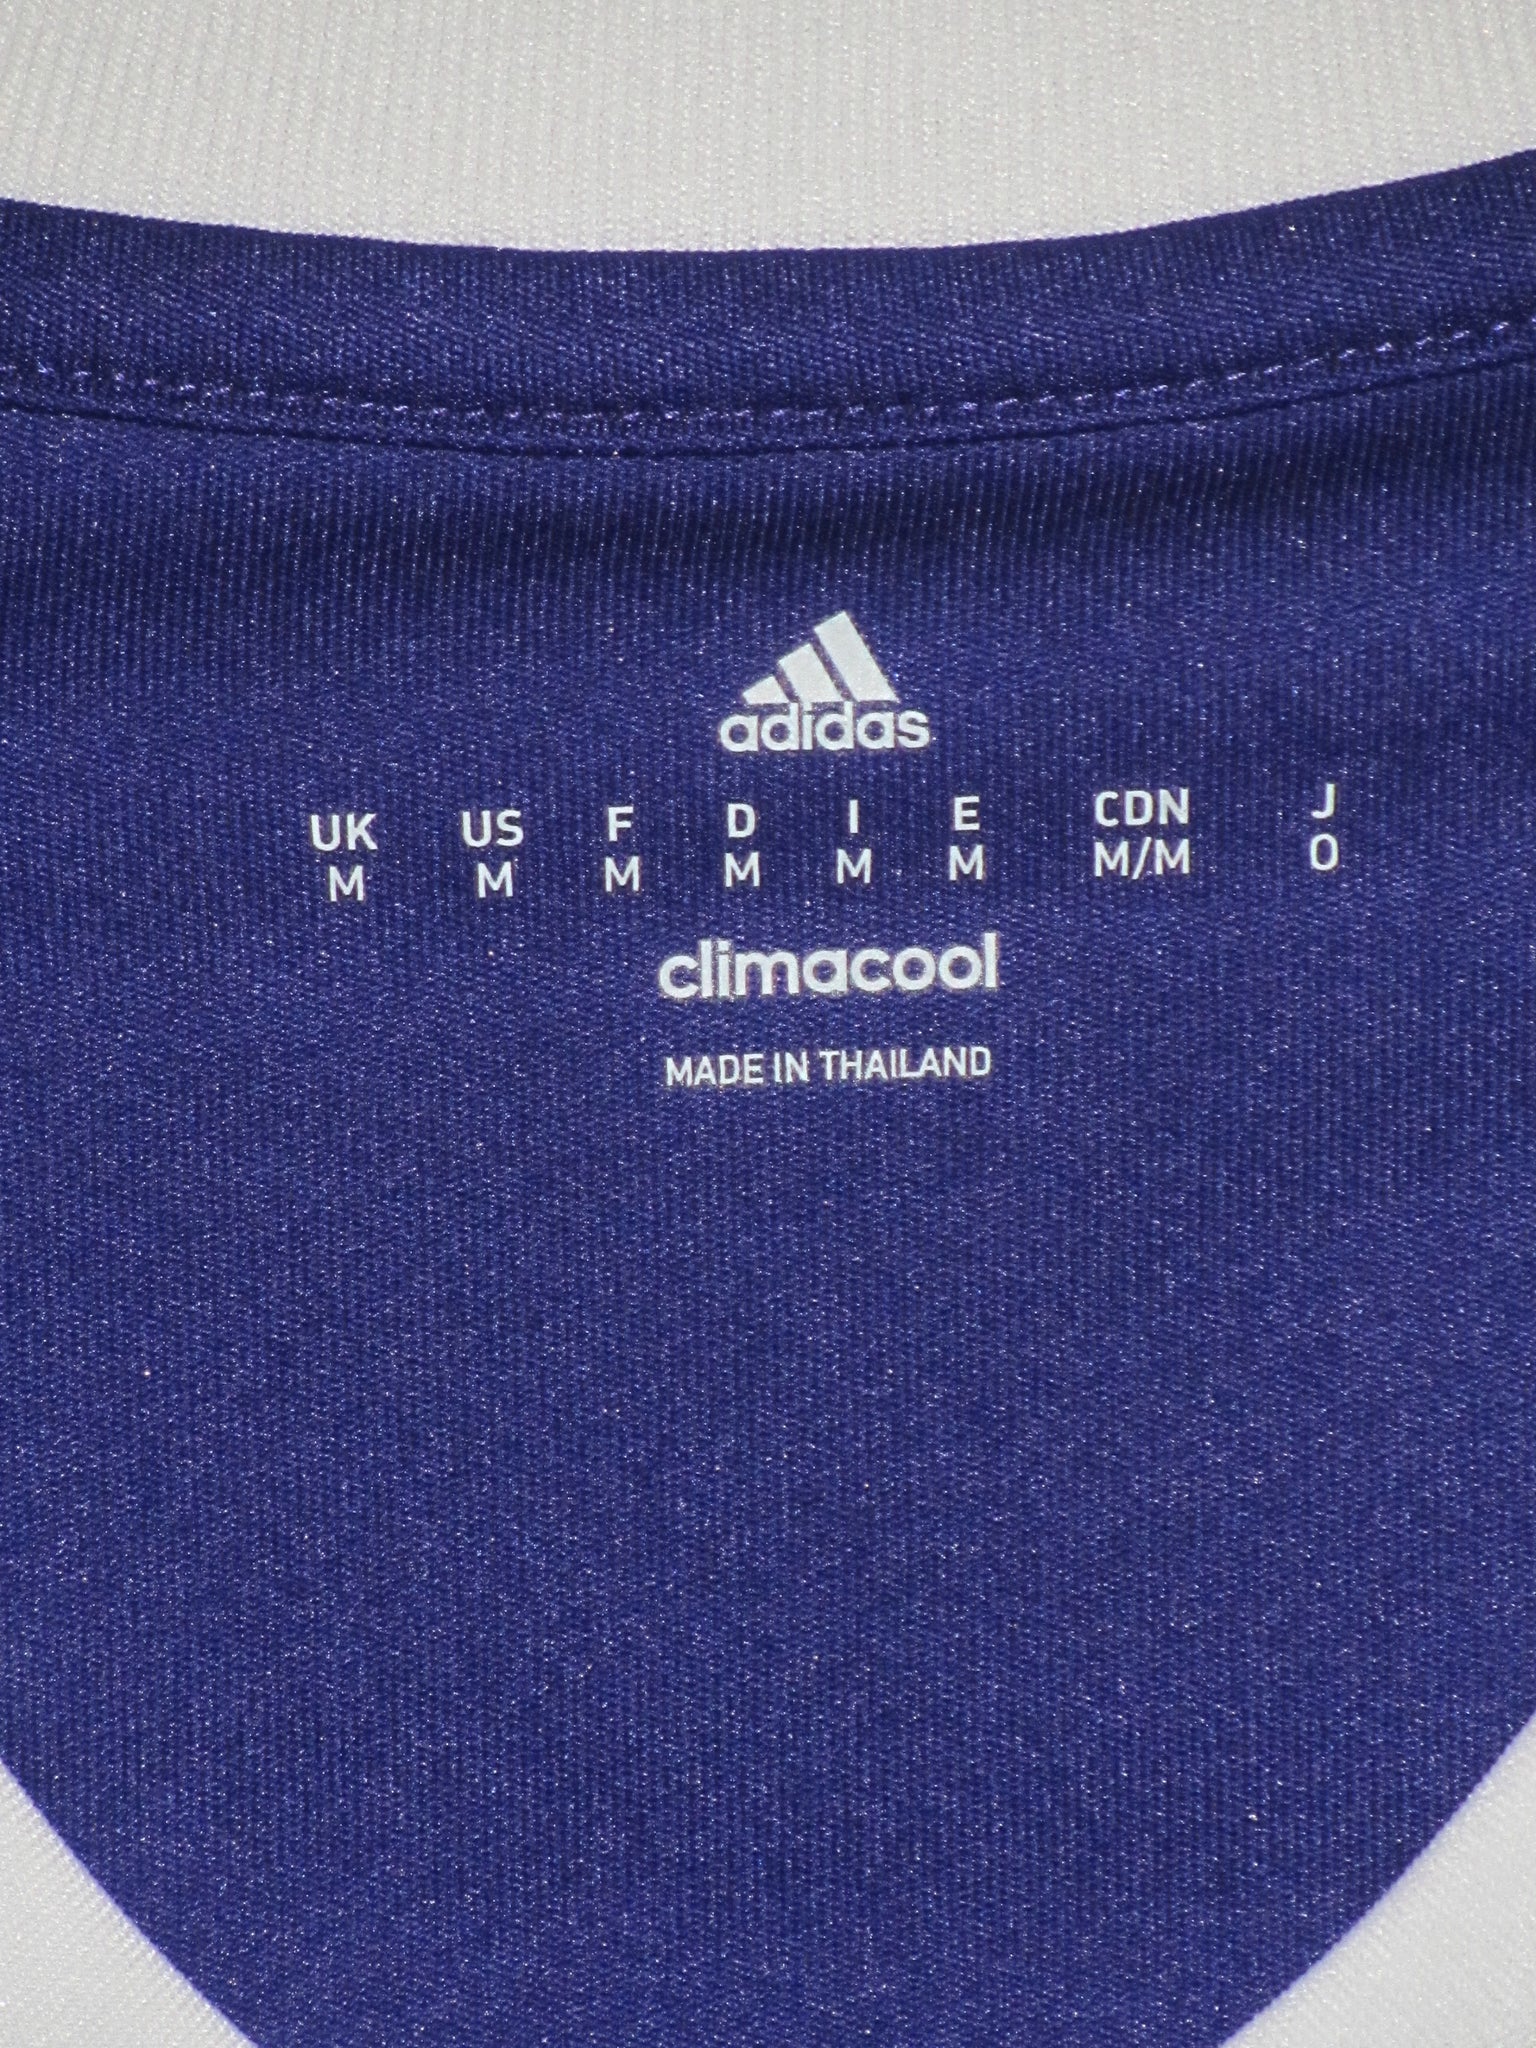 adidas
UK US F D I E CDN J
M M M M M M M/M O
climacool
MADE IN THAILAND